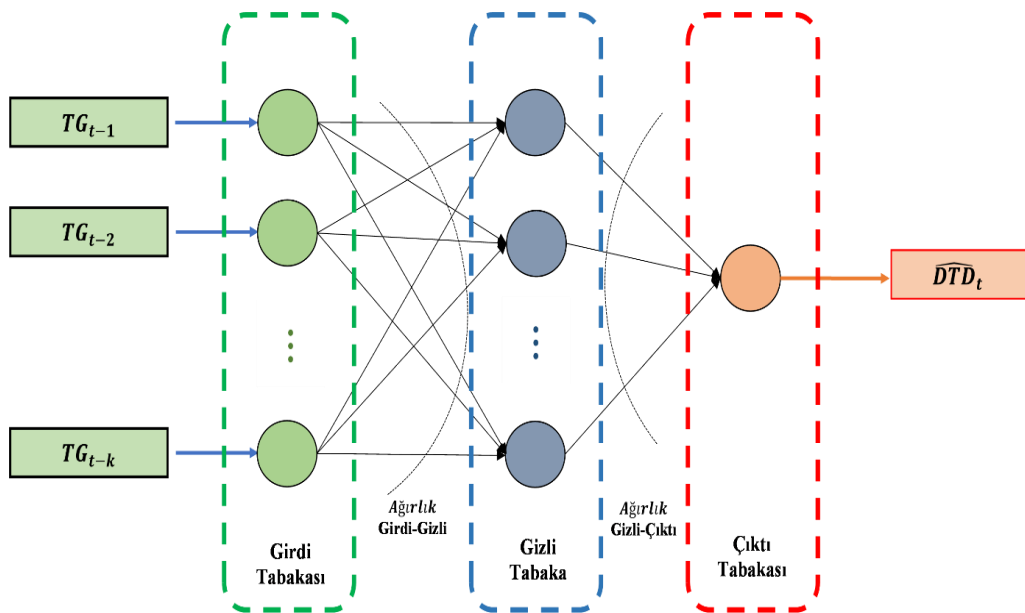 TG_{t-1}
TG_{t-2}
TG_{t-k}
\widehat{DTD}_t
Ağırlık
Girdi-Gizli
Ağırlık
Gizli-Çıktı
Girdi
Tabakası
Gizli
Tabaka
Çıktı
Tabakası